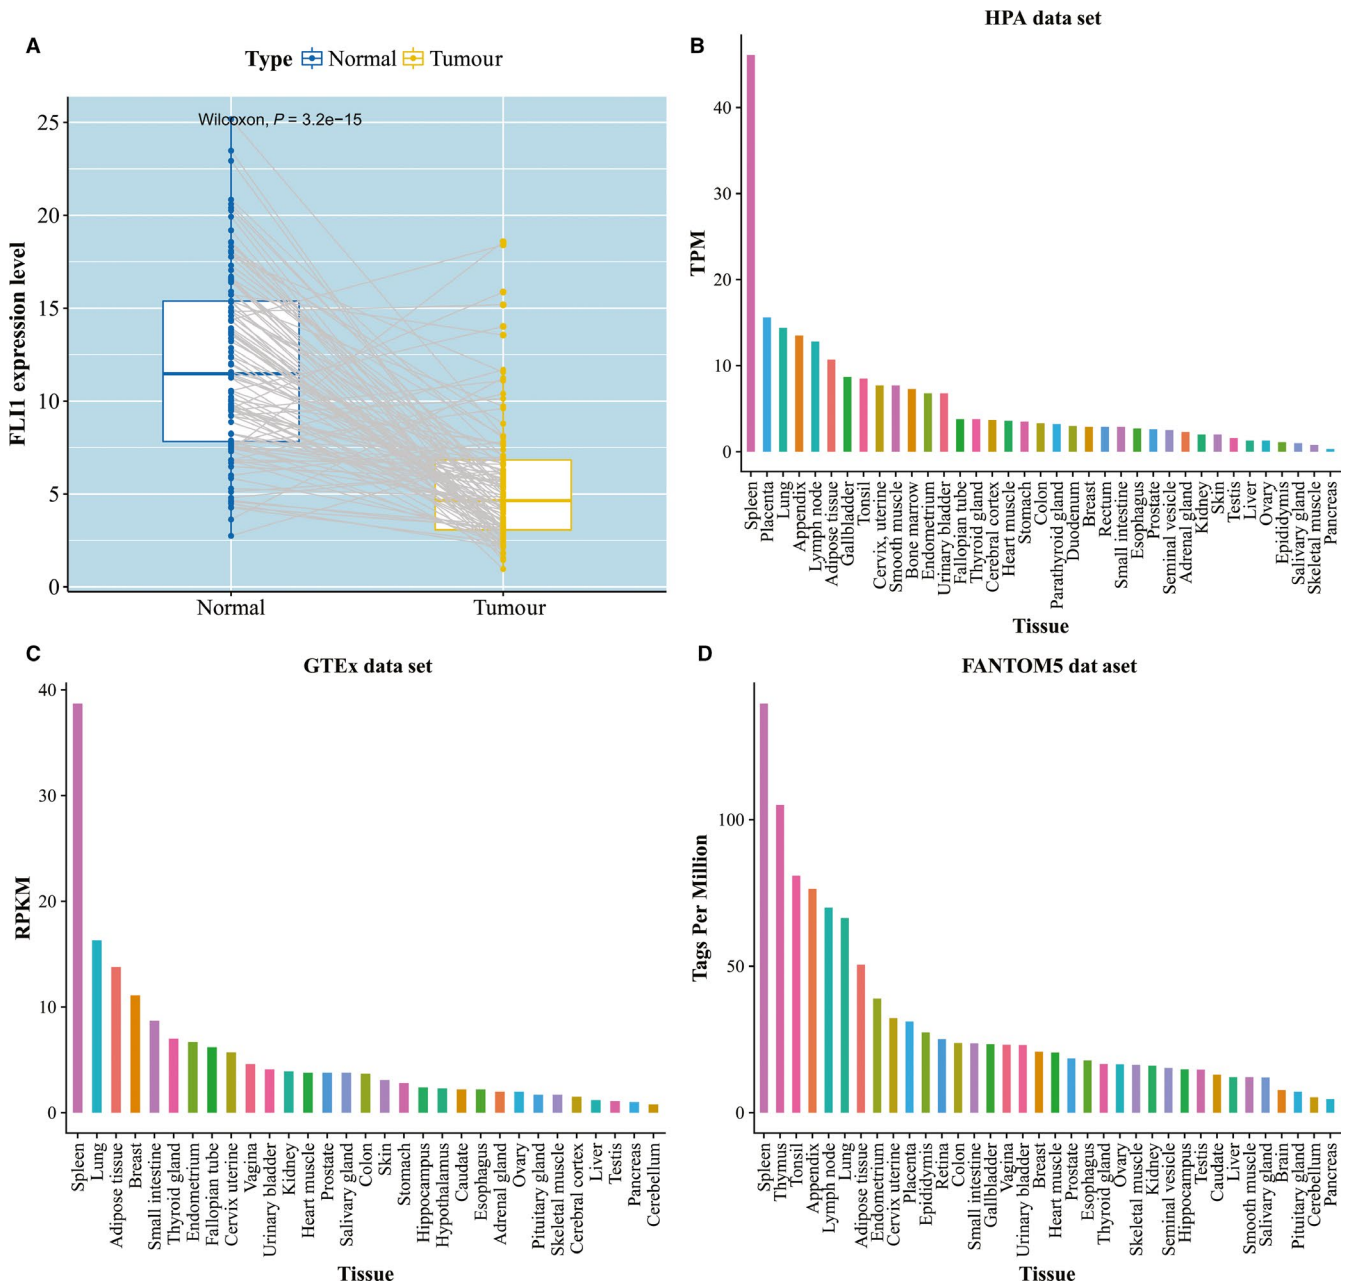 A
Type Normal Tumour
FLI1 expression level
25
20
15
10
5
0
Wilcoxon, P = 3.2e−15
Normal
Tumour
B
HPA data set
TPM
40
30
20
10
0
Spleen
Placenta
Lung
Appendix
Lymph node
Adipose tissue
Gallbladder
Tonsil
Cervix, uterine
Smooth muscle
Bone marrow
Endometrium
Urinary bladder
Fallopian tube
Thyroid gland
Cerebral cortex
Heart muscle
Stomach
Colon
Parathyroid gland
Duodenum
Breast
Rectum
Small intestine
Esophagus
Prostate
Seminal vesicle
Adrenal gland
Kidney
Skin
Testis
Liver
Ovary
Epididymis
Salivary gland
Skeletal muscle
Pancreas
Tissue
C
GTEx data set
RPKM
40
30
20
10
0
Spleen
Lung
Adipose tissue
Breast
Small intestine
Thyroid gland
Endometrium
Fallopian tube
Cervix uterine
Vagina
Urinary bladder
Kidney
Heart muscle
Prostate
Salivary gland
Colon
Skin
Stomach
Hippocampus
Hypothalamus
Caudate
Esophagus
Adrenal gland
Ovary
Pituitary gland
Skeletal muscle
Cerebral cortex
Liver
Testis
Pancreas
Cerebellum
Tissue
D
FANTOM5 dat aset
Tags Per Million
100
50
0
Spleen
Thymus
Tonsil
Appendix
Lymph node
Lung
Adipose tissue
Endometrium
Cervix uterine
Placenta
Epididymis
Retina
Colon
Small intestine
Gallbladder
Vagina
Urinary bladder
Breast
Heart muscle
Prostate
Esophagus
Thyroid gland
Ovary
Skeletal muscle
Kidney
Seminal vesicle
Hippocampus
Testis
Caudate
Liver
Smooth muscle
Salivary gland
Brain
Pituitary gland
Cerebellum
Pancreas
Tissue